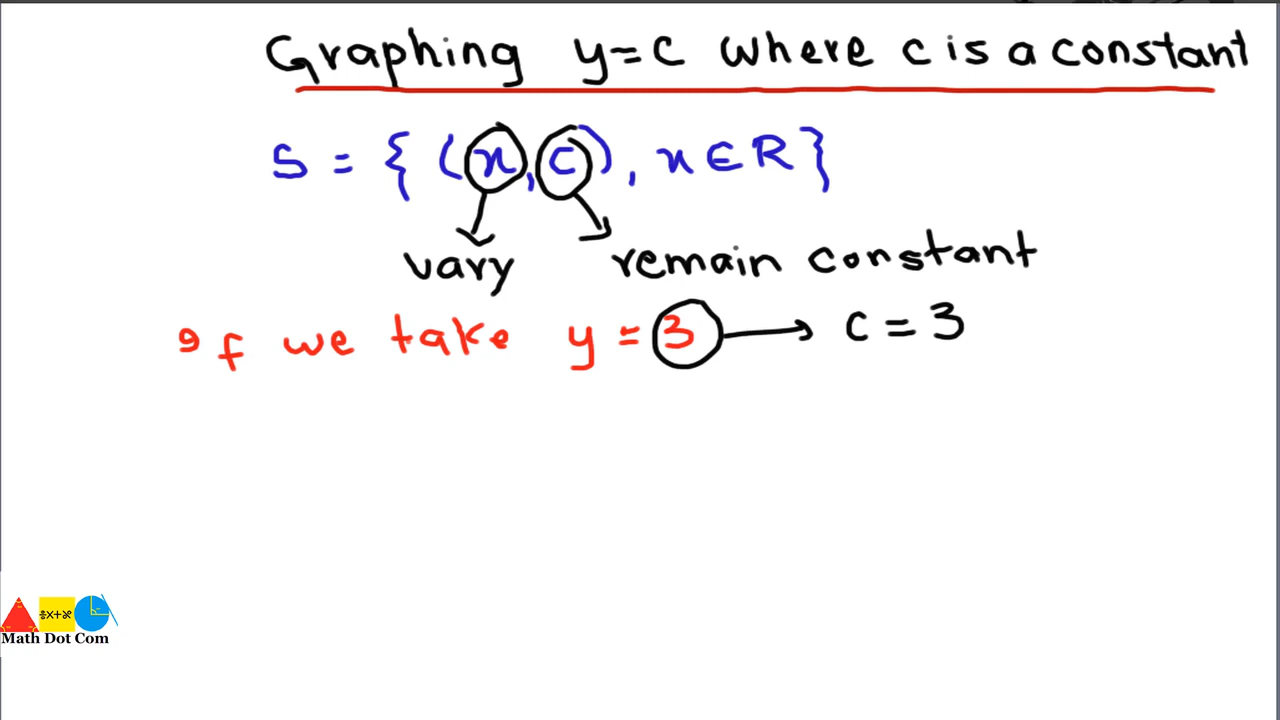 Graphing y=c where c is a constant
S = { (x, c), x ∈ R }
vary
remain constant
If we take y = 3 → c = 3
÷x+
Math Dot Com